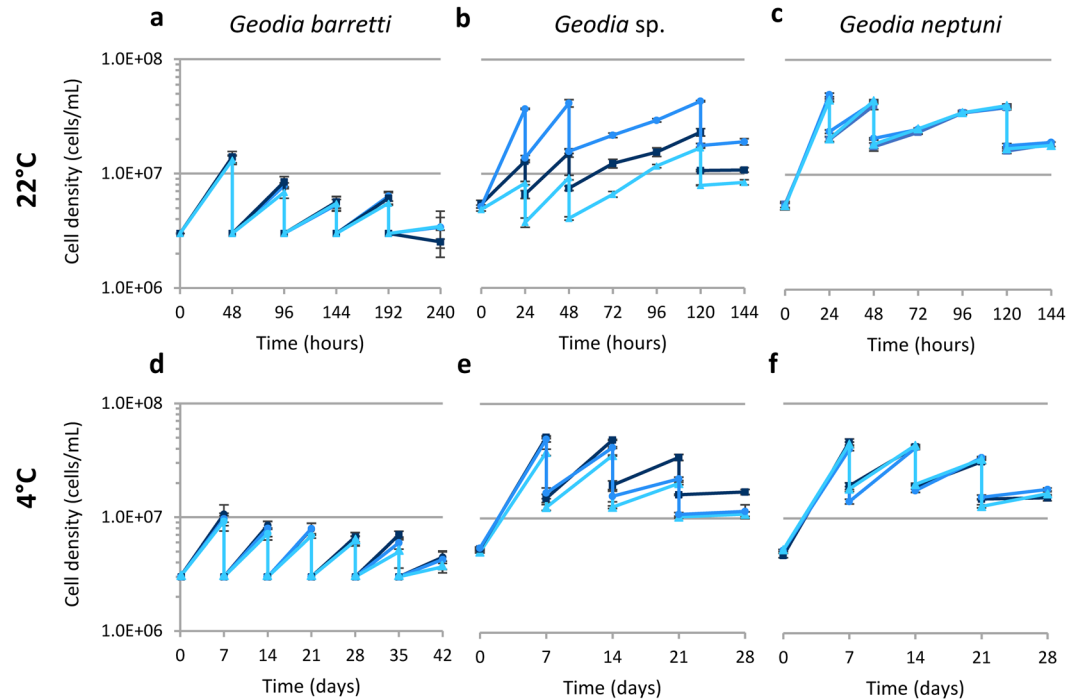 a
Geodia barretti
b
Geodia sp.
c
Geodia neptuni
22°C
Cell density (cells/mL)
1.0E+08
1.0E+07
1.0E+06
0 48 96 144 192 240
Time (hours)
0 24 48 72 96 120 144
Time (hours)
0 24 48 72 96 120 144
Time (hours)
d
e
f
4°C
Cell density (cells/mL)
1.0E+08
1.0E+07
1.0E+06
0 7 14 21 28 35 42
Time (days)
0 7 14 21 28
Time (days)
0 7 14 21 28
Time (days)